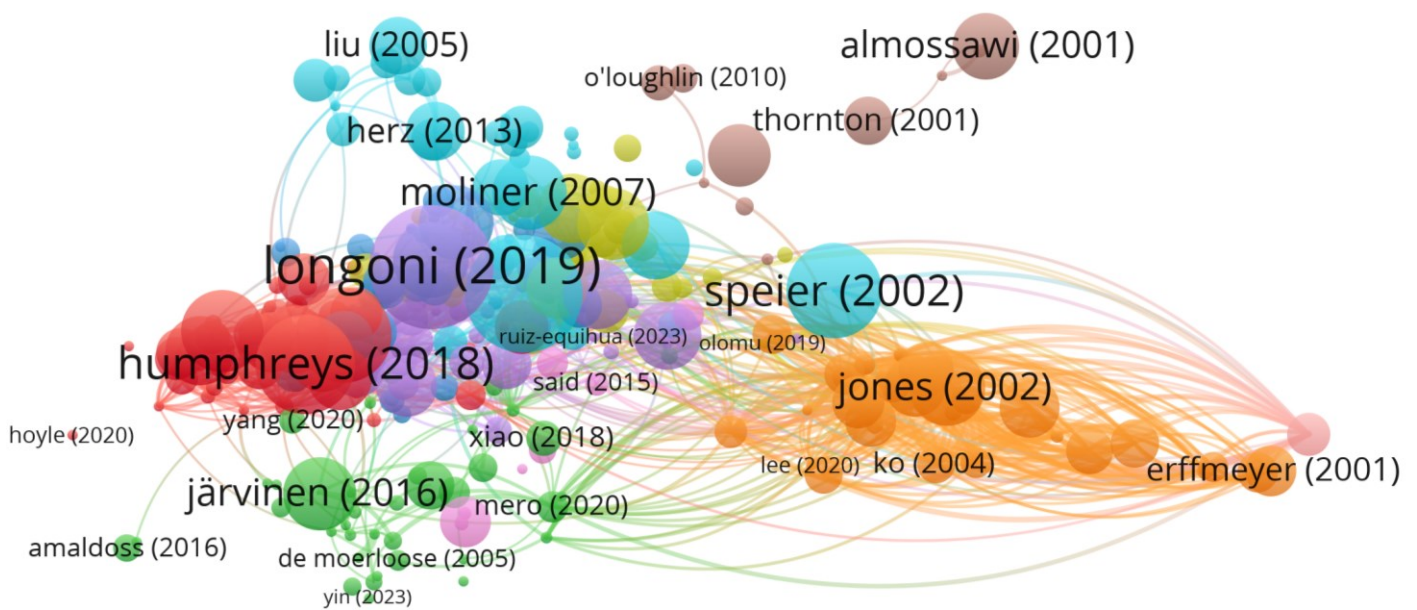 liu (2005)
almossawi (2001)
o'loughlin (2010)
thornton (2001)
herz (2013)
moliner (2007)
longoni (2019)
speier (2002)
ruiz-equihua (2023)
olomu (2019)
humphreys (2018)
said (2015)
jones (2002)
yang (2020)
hoyle (2020)
xiao (2018)
lee (2020)
ko (2004)
erffmeyer (2001)
järvinen (2016)
mero (2020)
amaldoss (2016)
de moerloose (2005)
yin (2023)